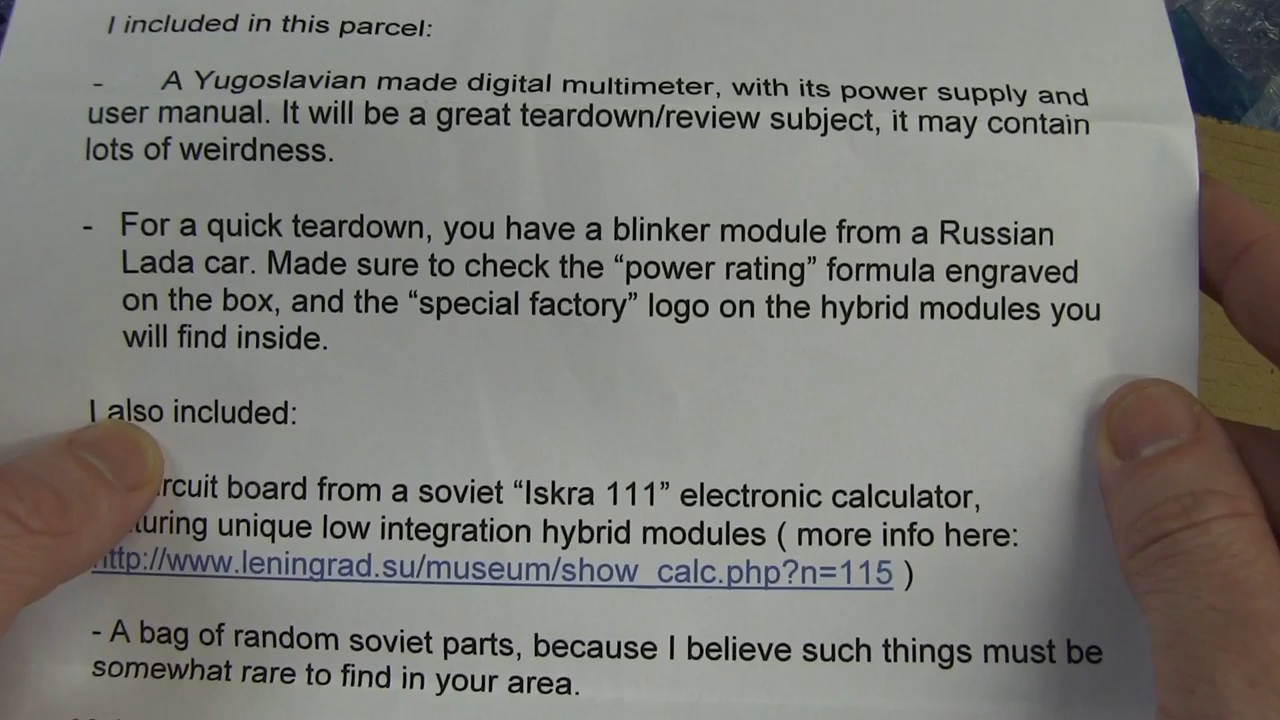 I included in this parcel:
- A Yugoslavian made digital multimeter, with its power supply and
user manual. It will be a great teardown/review subject, it may contain
lots of weirdness.
- For a quick teardown, you have a blinker module from a Russian
Lada car. Made sure to check the “power rating” formula engraved
on the box, and the “special factory” logo on the hybrid modules you
will find inside.
I also included:
board from a soviet “Iskra 111” electronic calculator,
unique low integration hybrid modules ( more info here:
http://www.leningrad.su/museum/show_calc.php?n=115 )
- A bag of random soviet parts, because I believe such things must be
somewhat rare to find in your area.